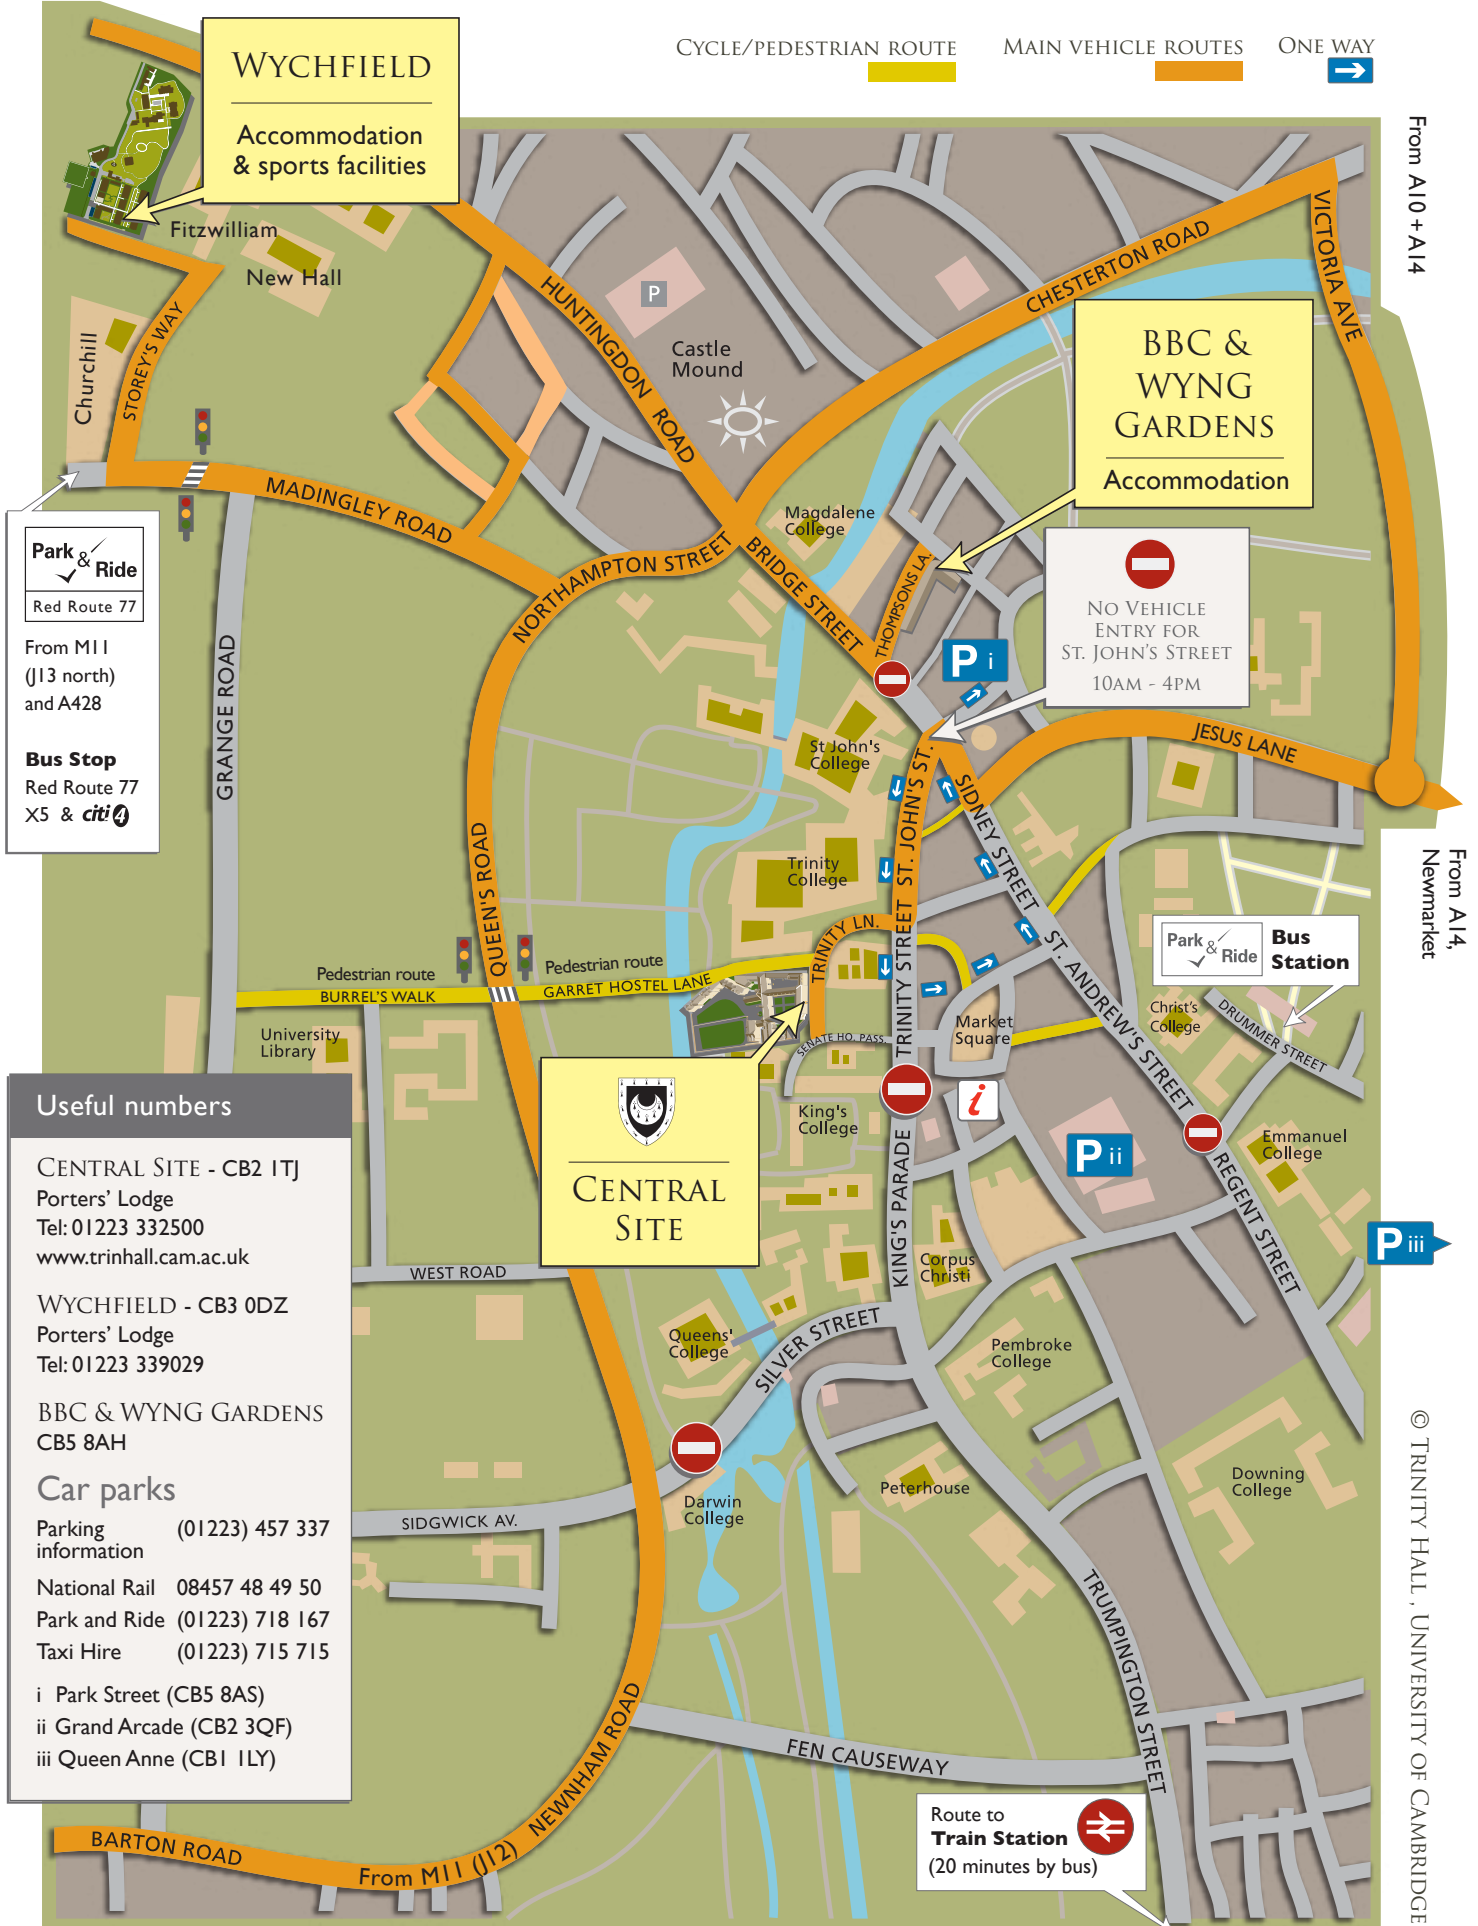 CYCLE/PEDESTRIAN ROUTE
MAIN VEHICLE ROUTES
ONE WAY
WYCHFIELD
Accommodation
& sports facilities
From A10 + A14
Fitzwilliam
New Hall
Churchill
STOREY'S WAY
HUNTINGDON ROAD
P
Castle
Mound
CHESTERTON ROAD
VICTORIA AVE
BBC &
WYNG
GARDENS
Accommodation
MADINGLEY ROAD
Magdalene
College
NORTHAMPTON STREET
BRIDGE STREET
THOMPSONS LA.
NO VEHICLE
ENTRY FOR
ST. JOHN'S STREET
10AM - 4PM
Park & Ride
Red Route 77
From M11
(J13 north)
and A428
Bus Stop
Red Route 77
X5 & citi 4
GRANGE ROAD
P i
JESUS LANE
St John's
College
ST. JOHN'S ST.
SIDNEY STREET
QUEEN'S ROAD
Trinity
College
ST. JOHN'S ST.
TRINITY LN.
TRINITY STREET
ST. ANDREW'S STREET
From A14,
Newmarket
Park & Ride
Bus
Station
Pedestrian route
BURREL'S WALK
Pedestrian route
GARRET HOSTEL LANE
University
Library
SENATE HO. PASS.
Market
Square
Christ's
College
DRUMMER STREET
CENTRAL
SITE
King's
College
i
P ii
Emmanuel
College
KING'S PARADE
REGENT STREET
P iii
Corpus
Christi
WEST ROAD
Queens'
College
SILVER STREET
Pembroke
College
Darwin
College
Peterhouse
Downing
College
SIDGWICK AV.
TRUMPINGTON STREET
FEN CAUSEWAY
NEWNHAM ROAD
BARTON ROAD
From M11 (J12)
Route to
Train Station
(20 minutes by bus)
Useful numbers
CENTRAL SITE - CB2 1TJ
Porters' Lodge
Tel: 01223 332500
www.trinhall.cam.ac.uk
WYCHFIELD - CB3 0DZ
Porters' Lodge
Tel: 01223 339029
BBC & WYNG GARDENS
CB5 8AH
Car parks
Parking information (01223) 457 337
National Rail 08457 48 49 50
Park and Ride (01223) 718 167
Taxi Hire (01223) 715 715
i Park Street (CB5 8AS)
ii Grand Arcade (CB2 3QF)
iii Queen Anne (CB1 1LY)
© TRINITY HALL , UNIVERSITY OF CAMBRIDGE